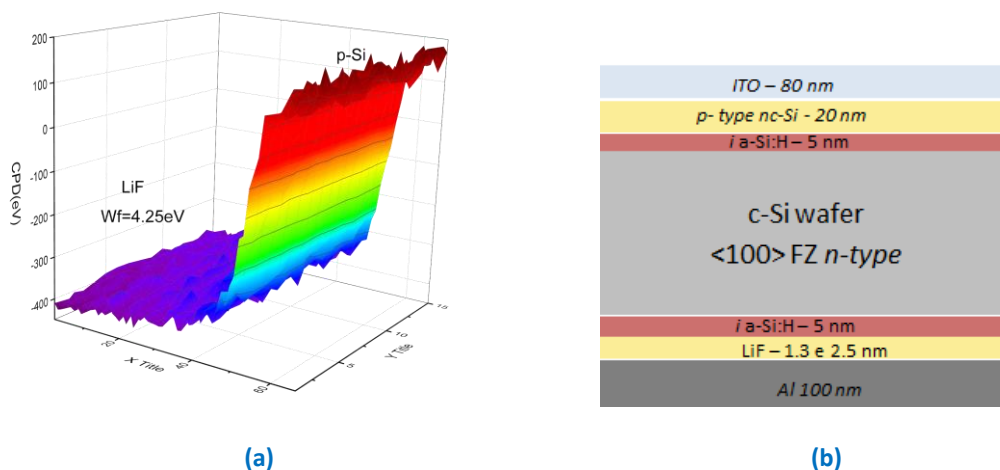 200
100
0
-100
-200
-300
-400
CPD(eV)
p-Si
LiF
Wf=4.25eV
20
40
60
X Title
5
10
15
Y Title
(a)
ITO – 80 nm
p- type nc-Si - 20 nm
i a-Si:H – 5 nm
c-Si wafer
<100> FZ n-type
i a-Si:H – 5 nm
LiF – 1.3 e 2.5 nm
Al 100 nm
(b)